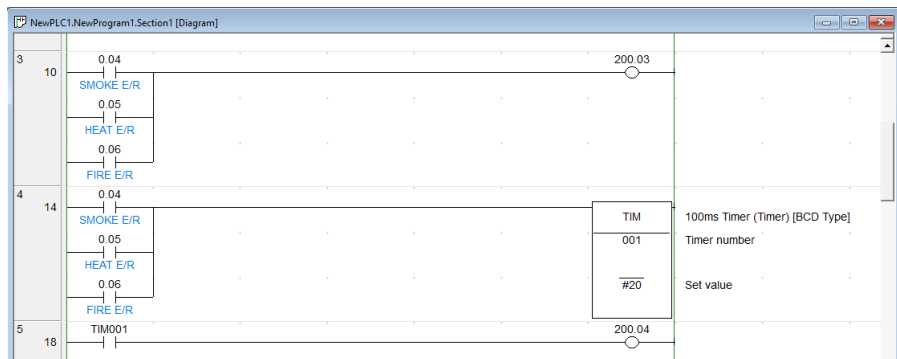 NewPLC1.NewProgram1.Section1 [Diagram]
3
10
0.04
200.03
SMOKE E/R
0.05
HEAT E/R
0.06
FIRE E/R
4
14
0.04
SMOKE E/R
TIM
100ms Timer (Timer) [BCD Type]
0.05
001
Timer number
HEAT E/R
0.06
#20
Set value
FIRE E/R
5
18
TIM001
200.04